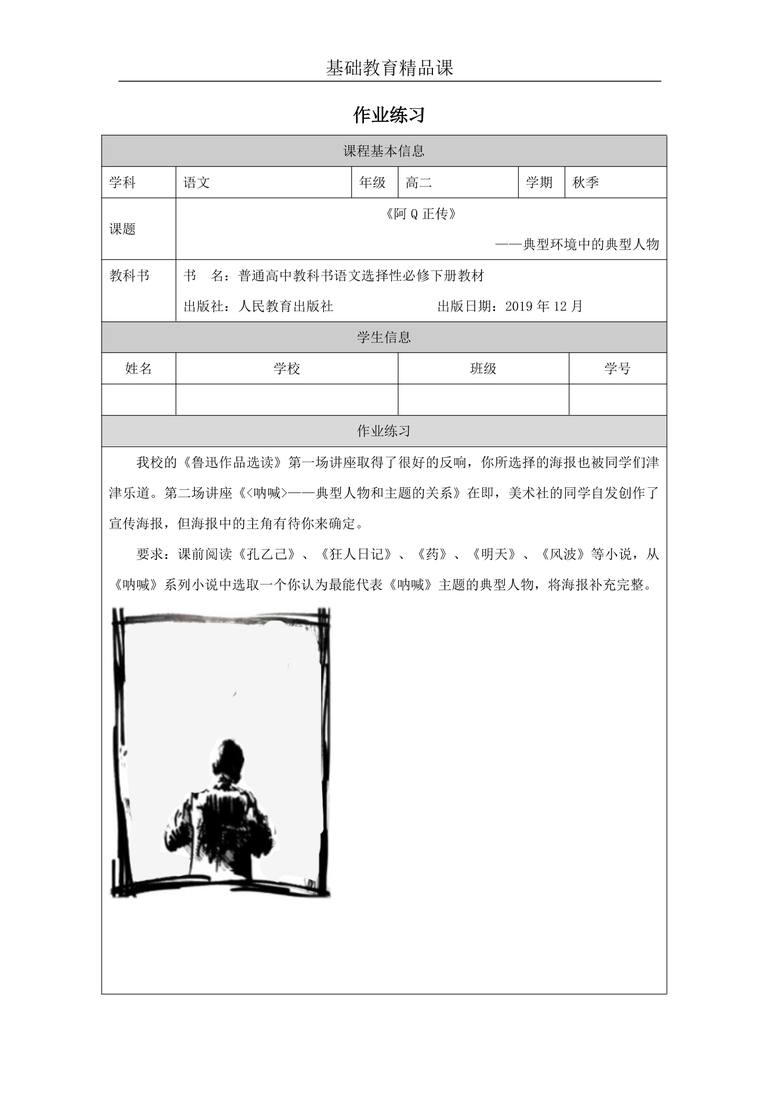 基础教育精品课
作业练习
课程基本信息
学科 语文 年级 高二 学期 秋季
课题 《阿 Q 正传》
——典型环境中的典型人物
教科书 书　名：普通高中教科书语文选择性必修下册教材
出版社：人民教育出版社 出版日期：2019 年 12 月
学生信息
姓名 学校 班级 学号
作业练习
我校的《鲁迅作品选读》第一场讲座取得了很好的反响，你所选择的海报也被同学们津
津乐道。第二场讲座《<呐喊>——典型人物和主题的关系》在即，美术社的同学自发创作了
宣传海报，但海报中的主角有待你来确定。
要求：课前阅读《孔乙己》、《狂人日记》、《药》、《明天》、《风波》等小说，从
《呐喊》系列小说中选取一个你认为最能代表《呐喊》主题的典型人物，将海报补充完整。